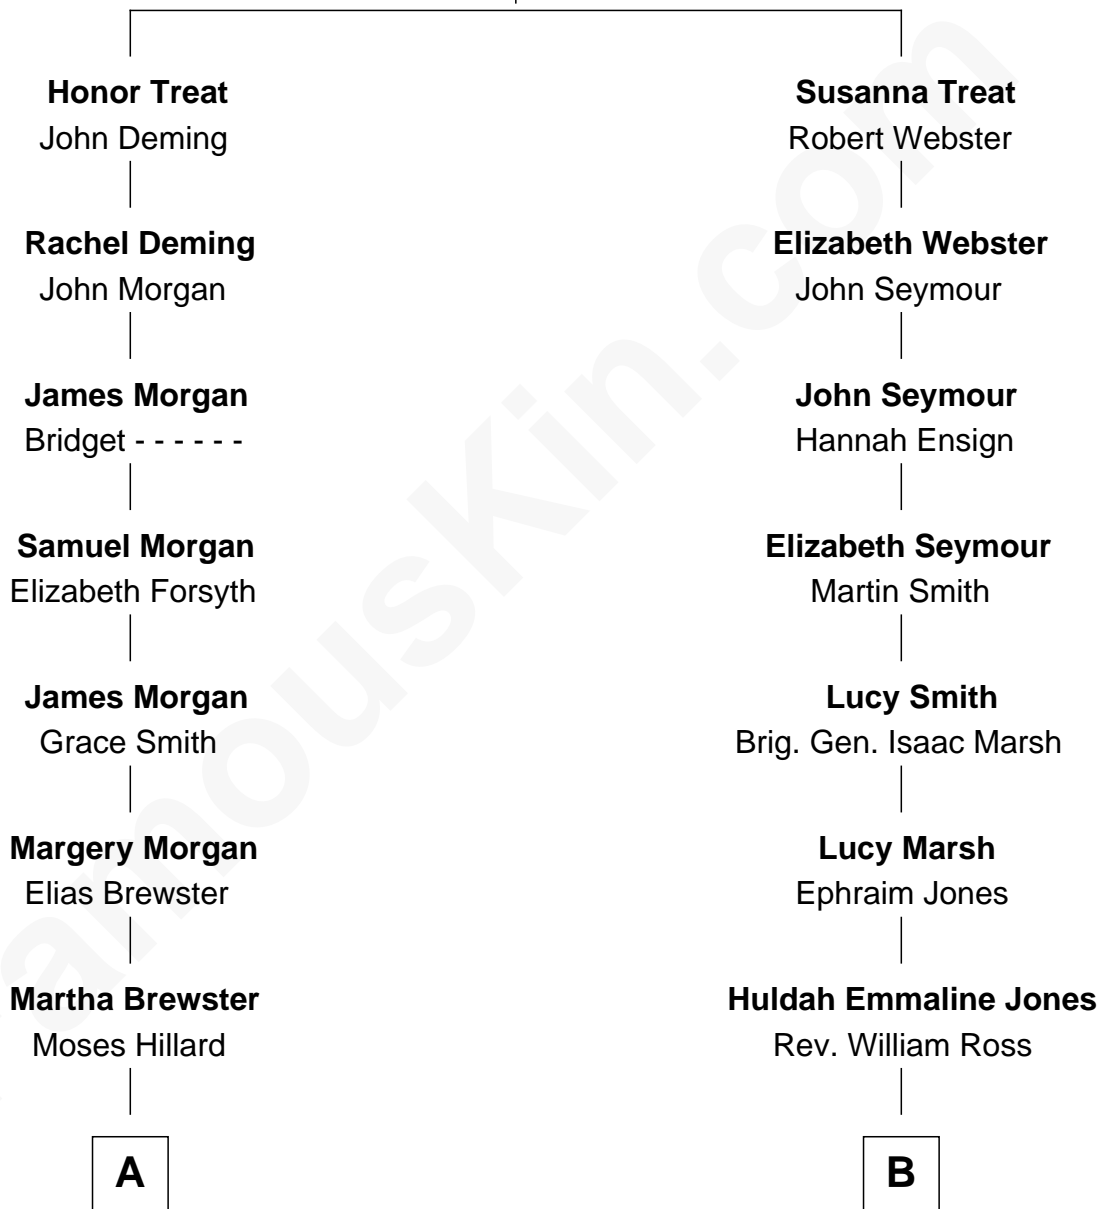 Honor Treat
John Deming
Susanna Treat
Robert Webster
Rachel Deming
John Morgan
Elizabeth Webster
John Seymour
James Morgan
Bridget - - - - - -
John Seymour
Hannah Ensign
Samuel Morgan
Elizabeth Forsyth
Elizabeth Seymour
Martin Smith
James Morgan
Grace Smith
Lucy Smith
Brig. Gen. Isaac Marsh
Margery Morgan
Elias Brewster
Lucy Marsh
Ephraim Jones
Martha Brewster
Moses Hillard
Huldah Emmaline Jones
Rev. William Ross
A
B
amousKin.com